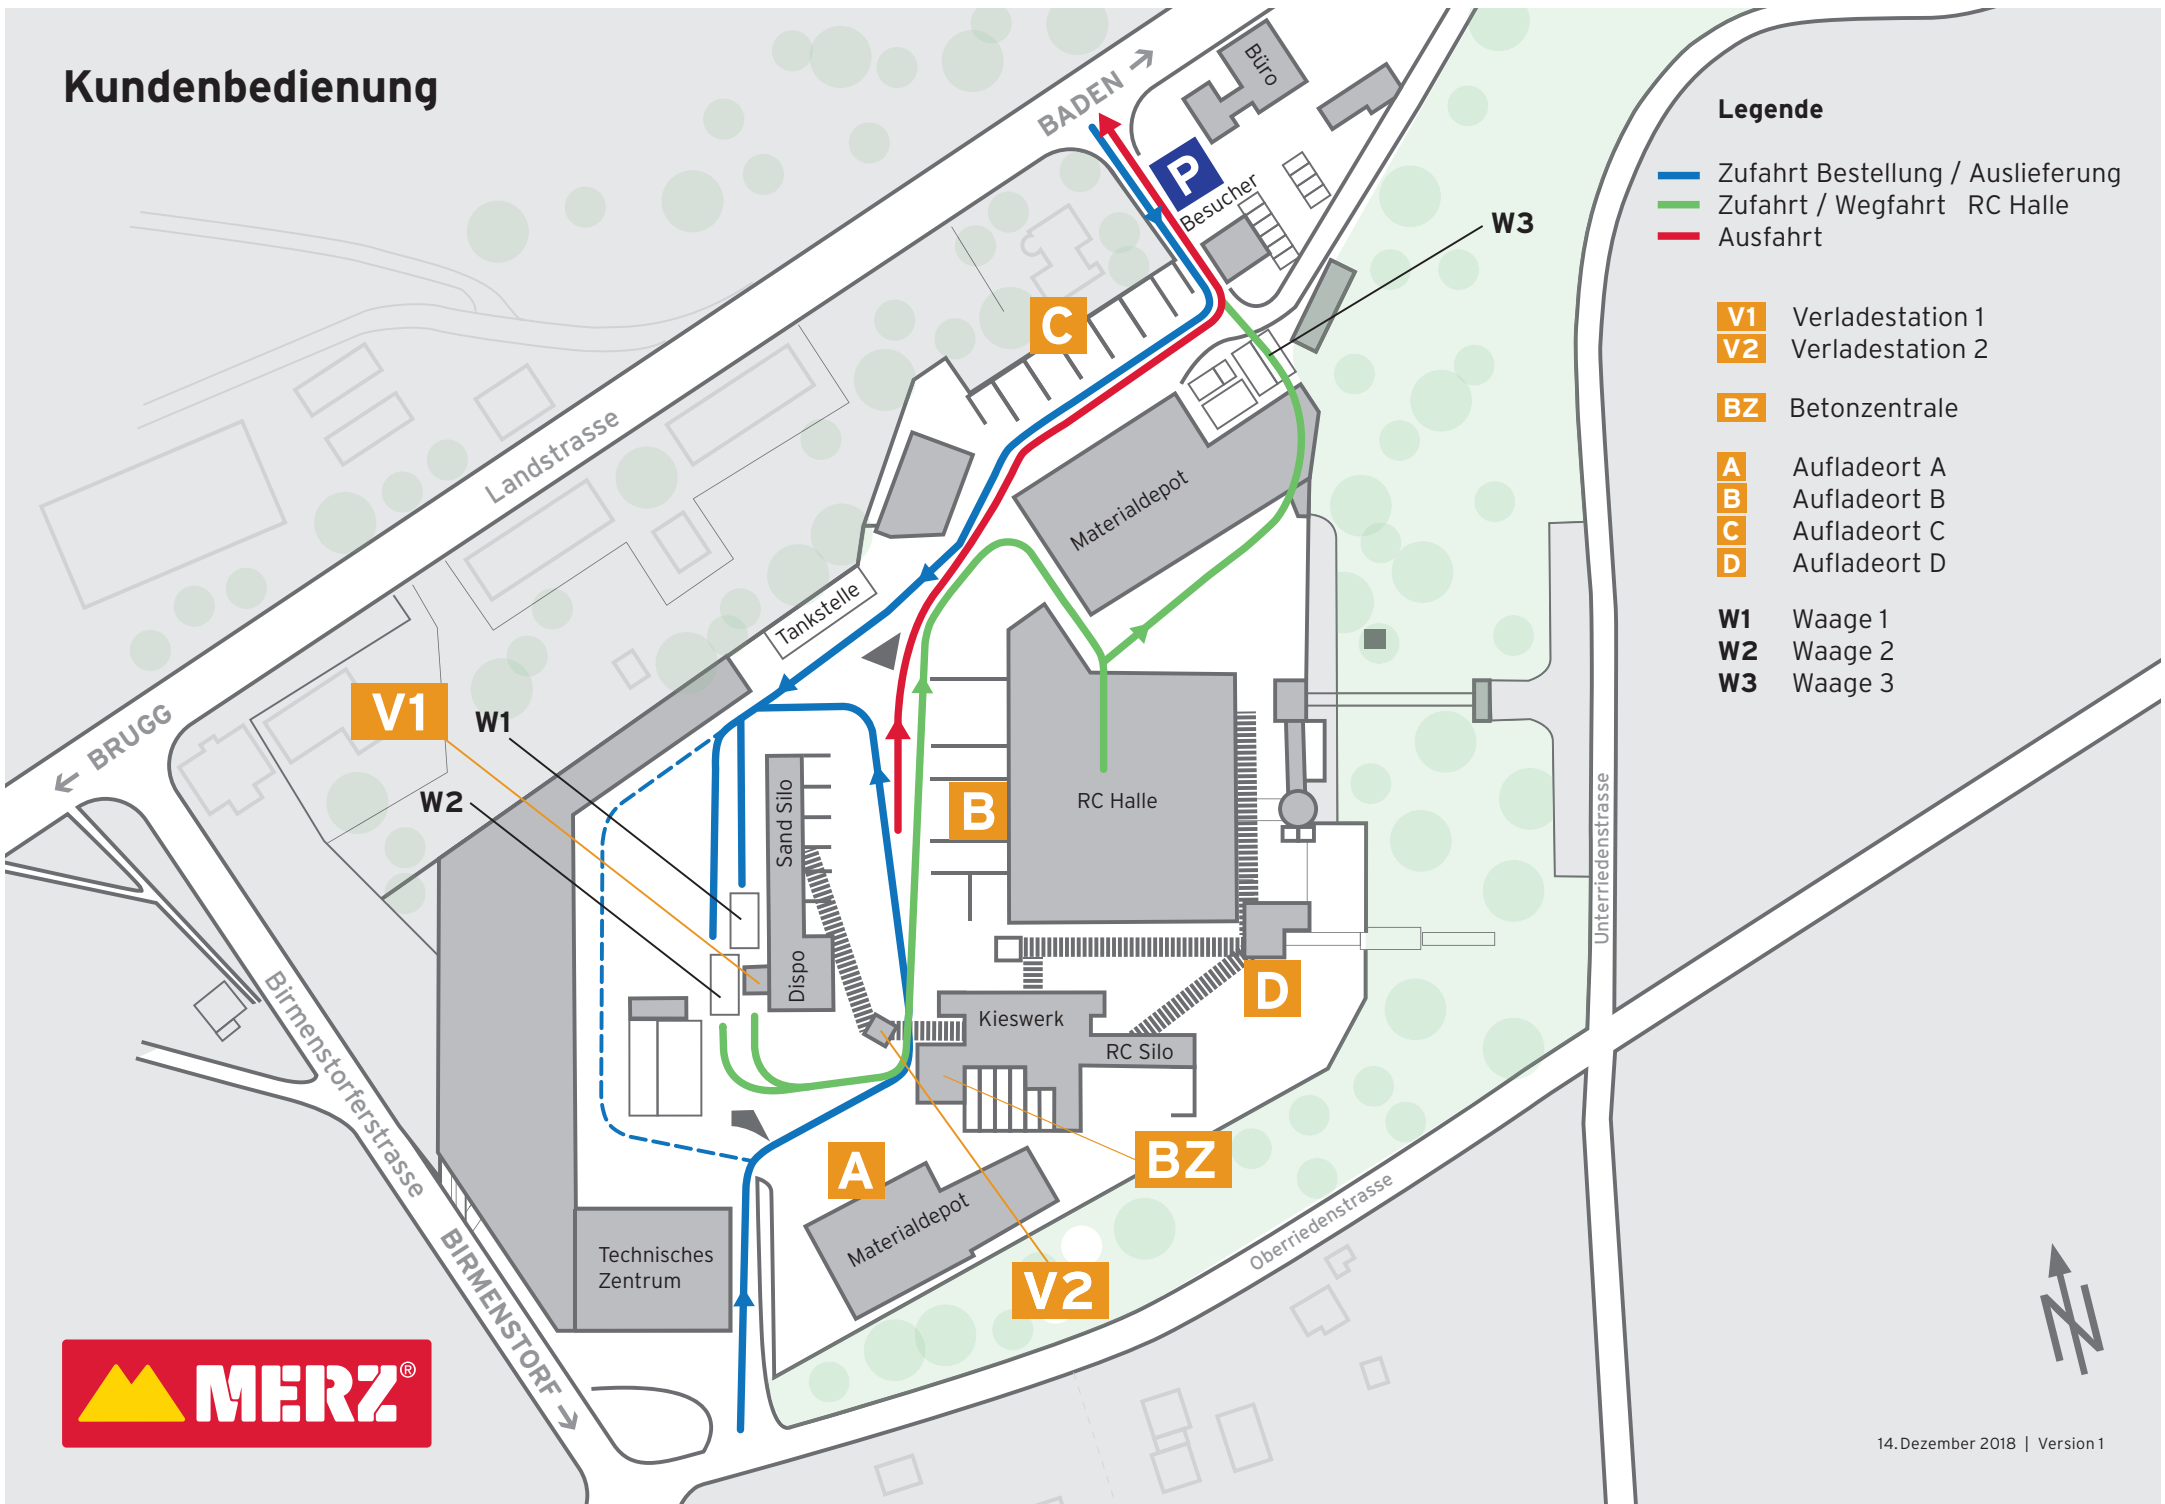 Kundenbedienung
BADEN →
Büro
P
Besucher
W3
C
Landstrasse
Materialdepot
Tankstelle
V1
W1
W2
← BRUGG
Sand Silo
Dispo
B
RC Halle
D
Kieswerk
RC Silo
Unterriedenstrasse
Birmenstorferstrasse
BIRMENSTORF →
A
BZ
Materialdepot
V2
Oberriedenstrasse
Technisches
Zentrum
MERZ®
Legende
Zufahrt Bestellung / Auslieferung
Zufahrt / Wegfahrt RC Halle
Ausfahrt
V1 Verladestation 1
V2 Verladestation 2
BZ Betonzentrale
A Aufladeort A
B Aufladeort B
C Aufladeort C
D Aufladeort D
W1 Waage 1
W2 Waage 2
W3 Waage 3
N
14. Dezember 2018 | Version 1